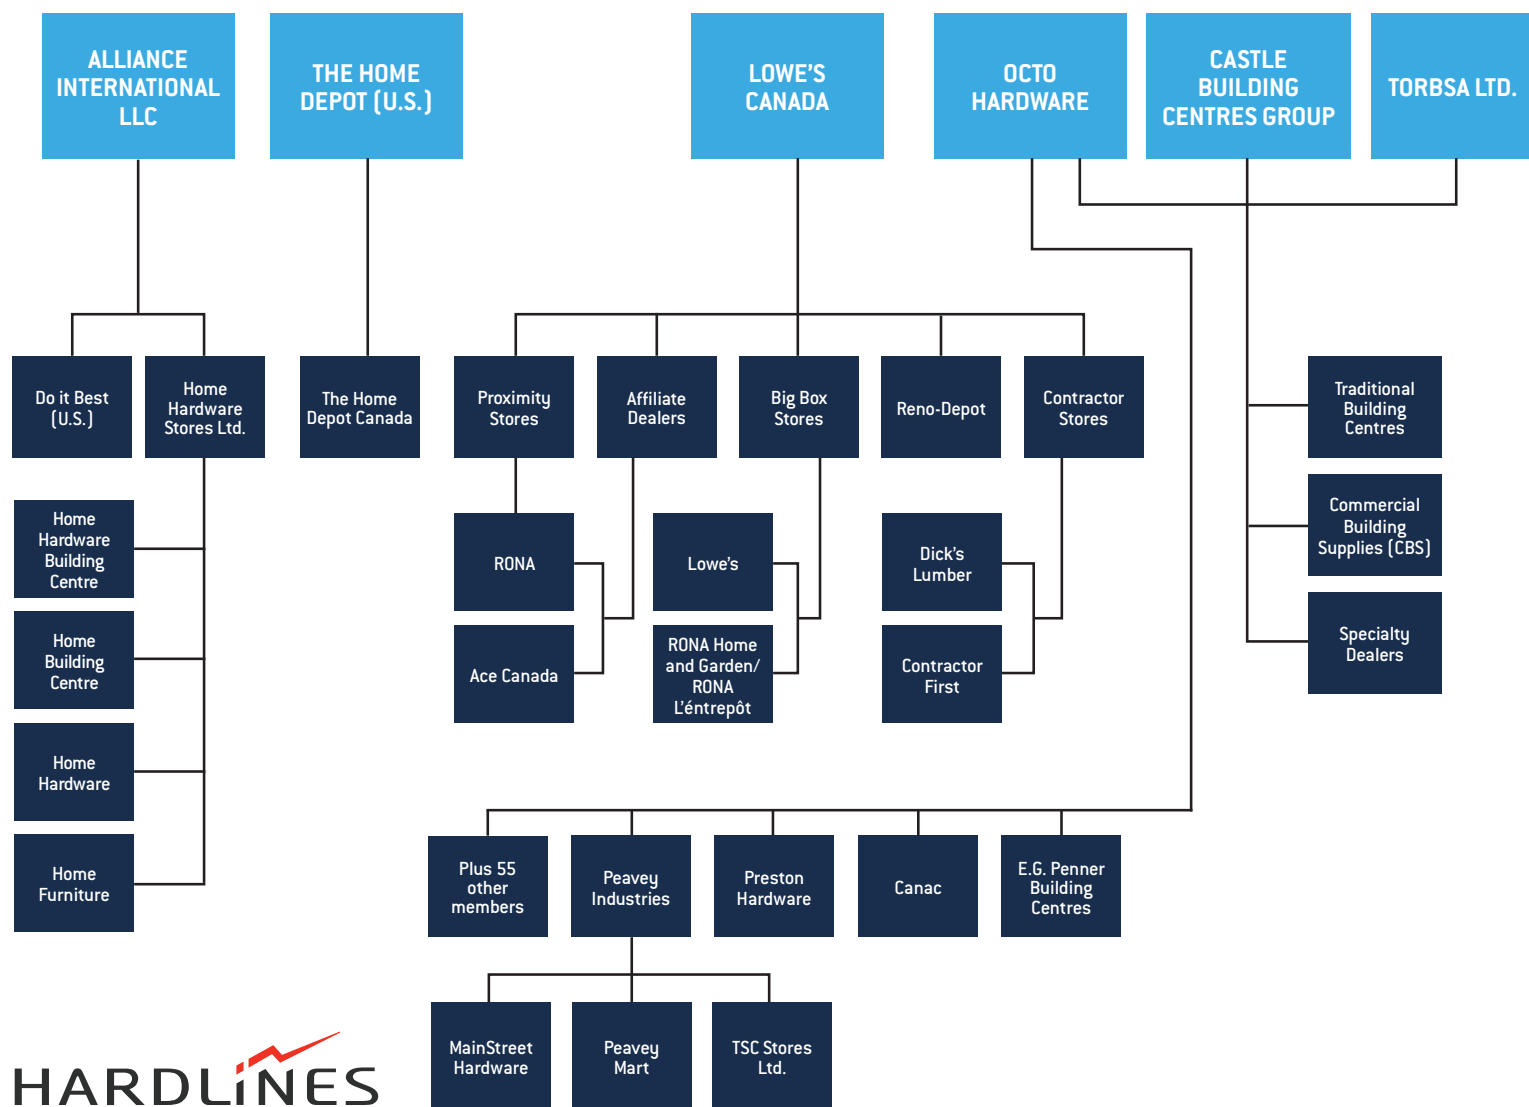 ALLIANCE
INTERNATIONAL
LLC
THE HOME
DEPOT (U.S.)
LOWE'S
CANADA
OCTO
HARDWARE
CASTLE
BUILDING
CENTRES GROUP
TORBSA LTD.
Do it Best
(U.S.)
Home
Hardware
Stores Ltd.
The Home
Depot Canada
Proximity
Stores
Affiliate
Dealers
Big Box
Stores
Reno-Depot
Contractor
Stores
Traditional
Building
Centres
Home
Hardware
Building
Centre
RONA
Lowe's
Dick's
Lumber
Commercial
Building
Supplies (CBS)
Home
Building
Centre
Ace Canada
RONA Home
and Garden/
RONA
L'éntrepôt
Contractor
First
Specialty
Dealers
Home
Hardware
Home
Furniture
Plus 55
other
members
Peavey
Industries
Preston
Hardware
Canac
E.G. Penner
Building
Centres
MainStreet
Hardware
Peavey
Mart
TSC Stores
Ltd.
HARDLINES